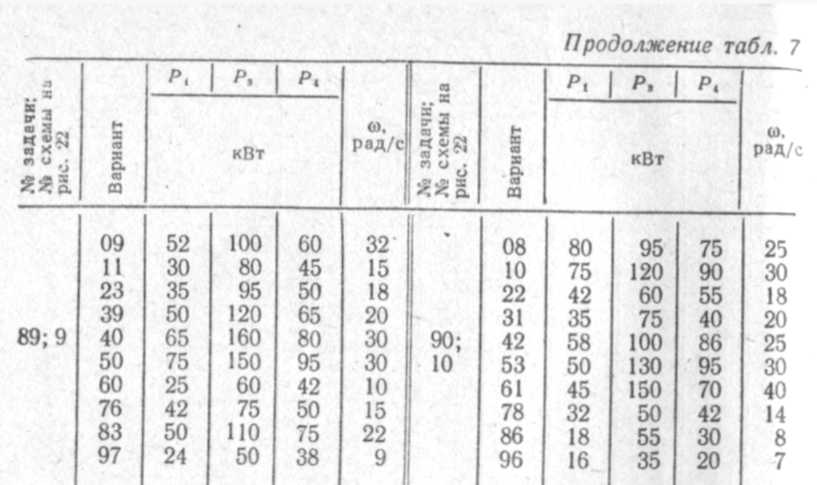 Продолжение табл. 7
№ задачи; № схемы на рис. 22 | Вариант | P₁ | P₃ | P₄ | ω, рад/с | № задачи; № схемы на рис. 22 | Вариант | P₁ | P₃ | P₄ | ω, рад/с
кВт | кВт
09 52 100 60 32 08 80 95 75 25
11 30 80 45 15 10 75 120 90 30
23 35 95 50 18 22 42 60 55 18
39 50 120 65 20 31 35 75 40 20
89; 9 40 65 160 80 30 90; 42 58 100 86 25
50 75 150 95 30 10 53 50 130 95 30
60 25 60 42 10 61 45 150 70 40
76 42 75 50 15 78 32 50 42 14
83 50 110 75 22 86 18 55 30 8
97 24 50 38 9 96 16 35 20 7